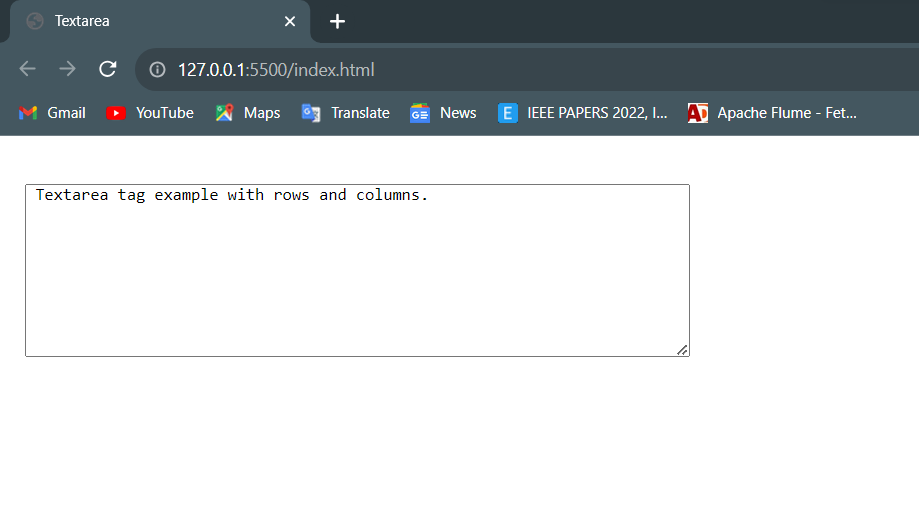 Textarea
127.0.0.1:5500/index.html
Gmail YouTube Maps Translate News IEEE PAPERS 2022, I... Apache Flume - Fet...
Textarea tag example with rows and columns.